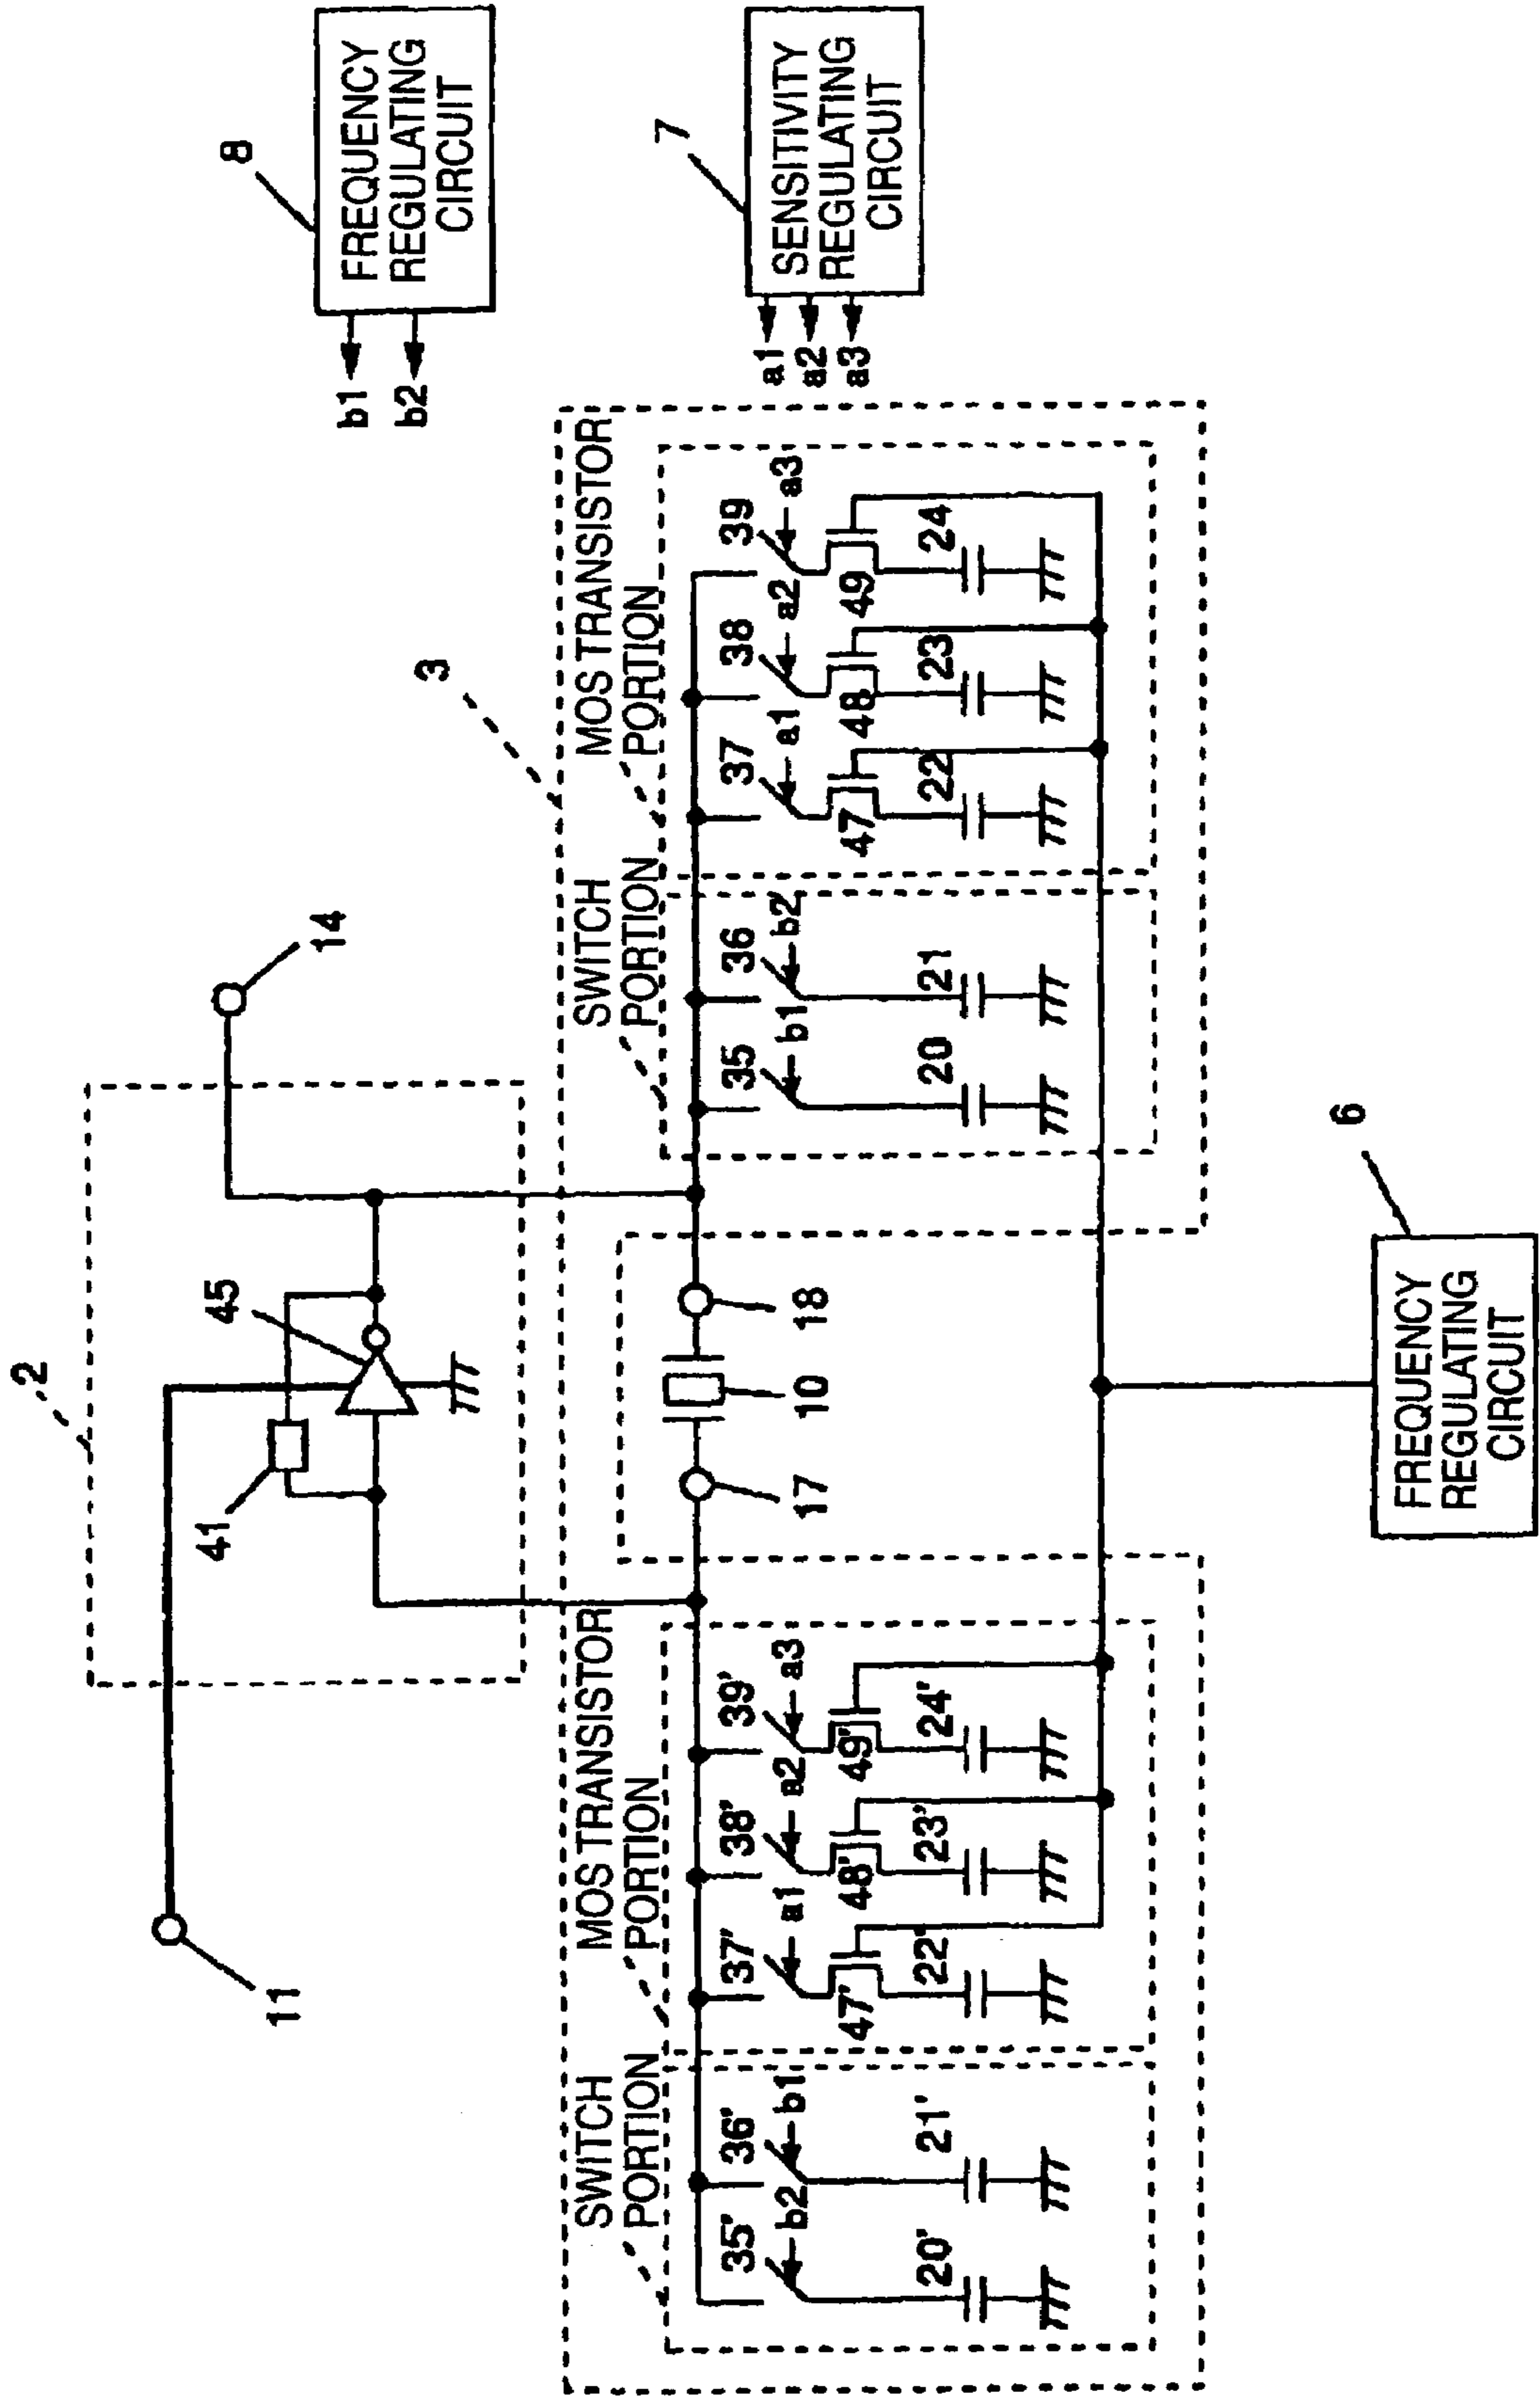 2
11
41
45
14
8
FREQUENCY
REGULATING
CIRCUIT
b1
b2
7
SENSITIVITY
REGULATING
CIRCUIT
a1
a2
a3
3
SWITCH
PORTION
MOS TRANSISTOR
PORTION
SWITCH
PORTION
MOS TRANSISTOR
PORTION
35'
b2
36'
b1
37'
a1
38'
a2
39'
a3
47'
48'
49'
20'
21'
22'
23'
24'
17
10
18
35
b1
36
b2
37
a1
38
a2
39
a3
47
48
49
20
21
22
23
24
6
FREQUENCY
REGULATING
CIRCUIT